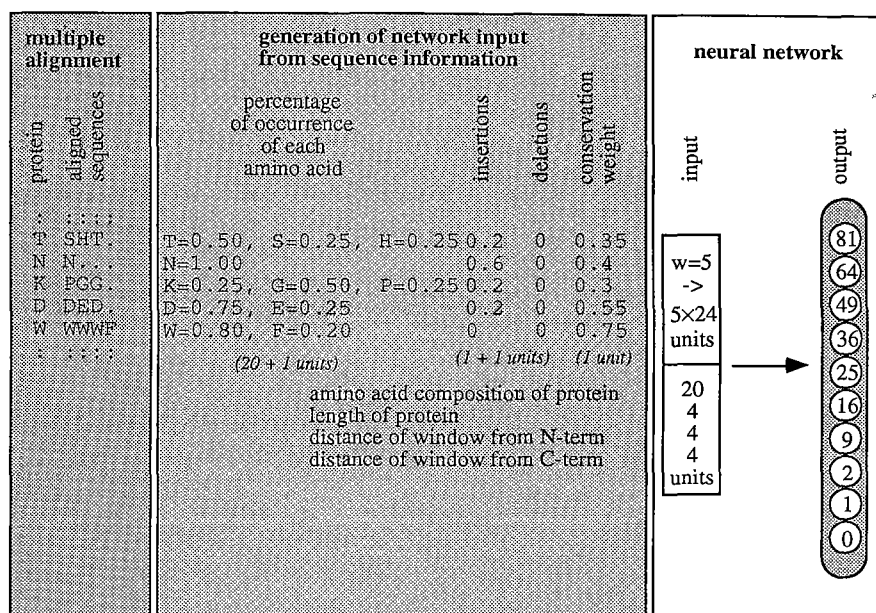 multiple
alignment
protein
aligned
sequences
: ::::
T SHT.
N N...
K PGG.
D DED.
W WWWF
: ::::
generation of network input
from sequence information
percentage
of occurrence
of each
amino acid
insertions
deletions
conservation
weight
T=0.50, S=0.25, H=0.25 0.2 0 0.35
N=1.00 0.6 0 0.4
K=0.25, G=0.50, P=0.25 0.2 0 0.3
D=0.75, E=0.25 0.2 0 0.55
W=0.80, F=0.20 0 0 0.75
(20 + 1 units) (1 + 1 units) (1 unit)
amino acid composition of protein
length of protein
distance of window from N-term
distance of window from C-term
neural network
input
output
w=5
->
5×24
units
20
4
4
4
units
81
64
49
36
25
16
9
2
1
0